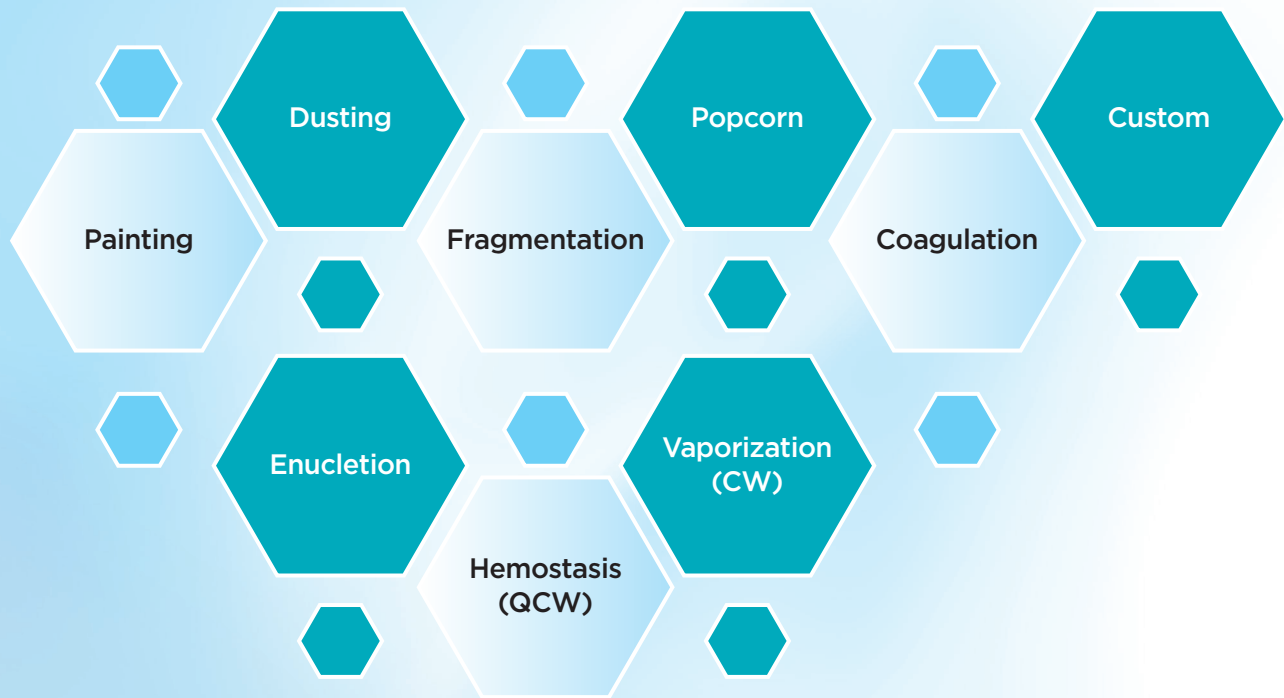 Dusting
Popcorn
Custom
Painting
Fragmentation
Coagulation
Enucletion
Vaporization
(CW)
Hemostasis
(QCW)